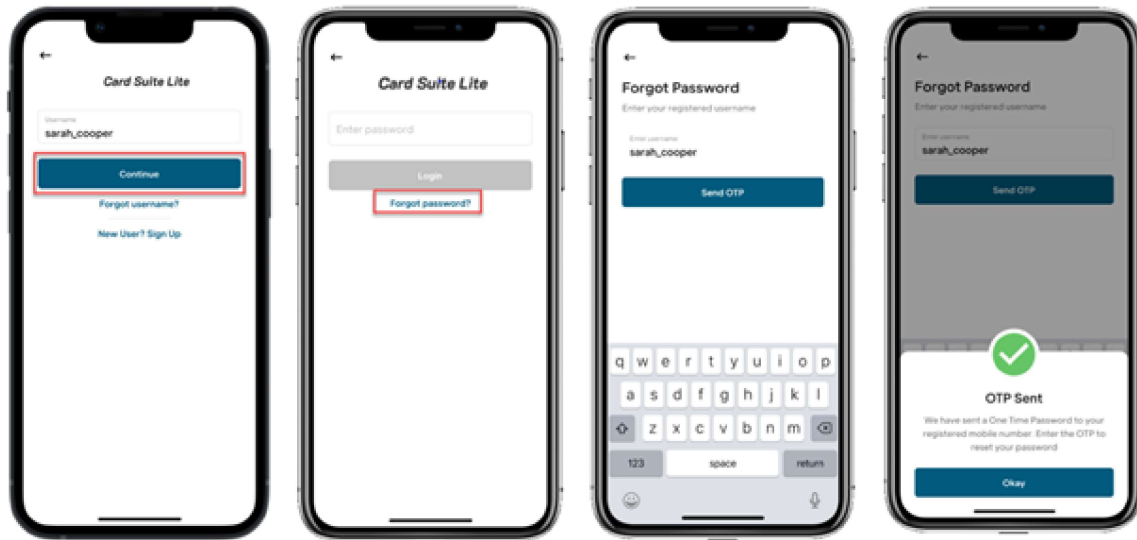 Card Suite Lite
Username
sarah_cooper
Continue
Forgot username?
New User? Sign Up
Card Suite Lite
Enter password
Login
Forgot password?
Forgot Password
Enter your registered username
Enter username
sarah_cooper
Send OTP
q w e r t y u i o p
a s d f g h j k l
z x c v b n m
123 space return
Forgot Password
Enter your registered username
Enter username
sarah_cooper
Send OTP
OTP Sent
We have sent a One Time Password to your
registered mobile number. Enter the OTP to
reset your password
Okay